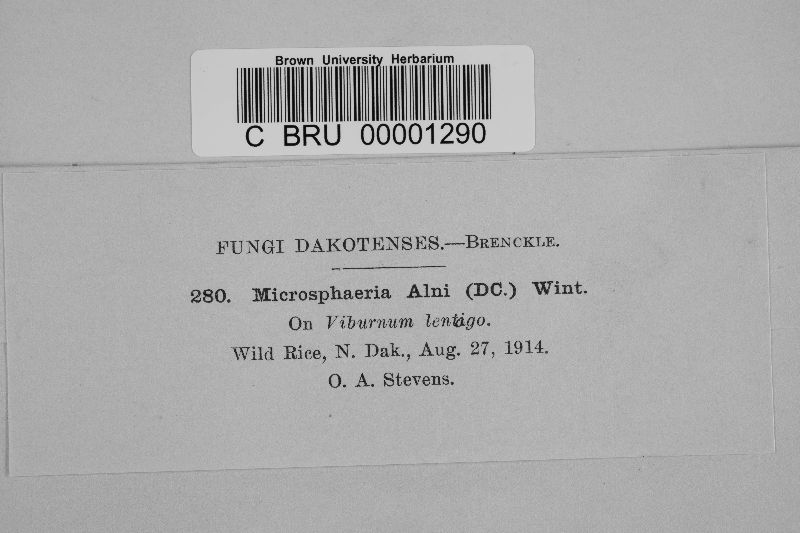 Brown University Herbarium
C BRU 00001290
FUNGI DAKOTENSES.—BRENCKLE.
280. Microsphaeria Alni (DC.) Wint.
On Viburnum lentago.
Wild Rice, N. Dak., Aug. 27, 1914.
O. A. Stevens.